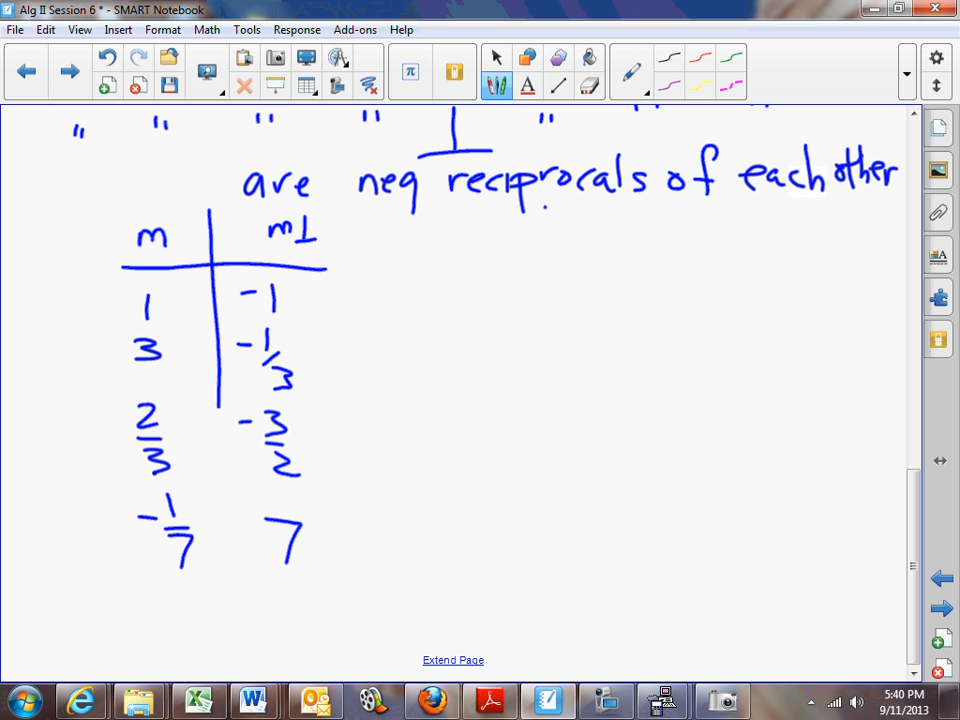 Alg II Session 6 * - SMART Notebook
File Edit View Insert Format Math Tools Response Add-ons Help
" " " " ⊥ "
are neg reciprocals of each other
m m⊥
1 -1
3 -1/3
2/3 -3/2
-1/7 7
Extend Page
5:40 PM
9/11/2013